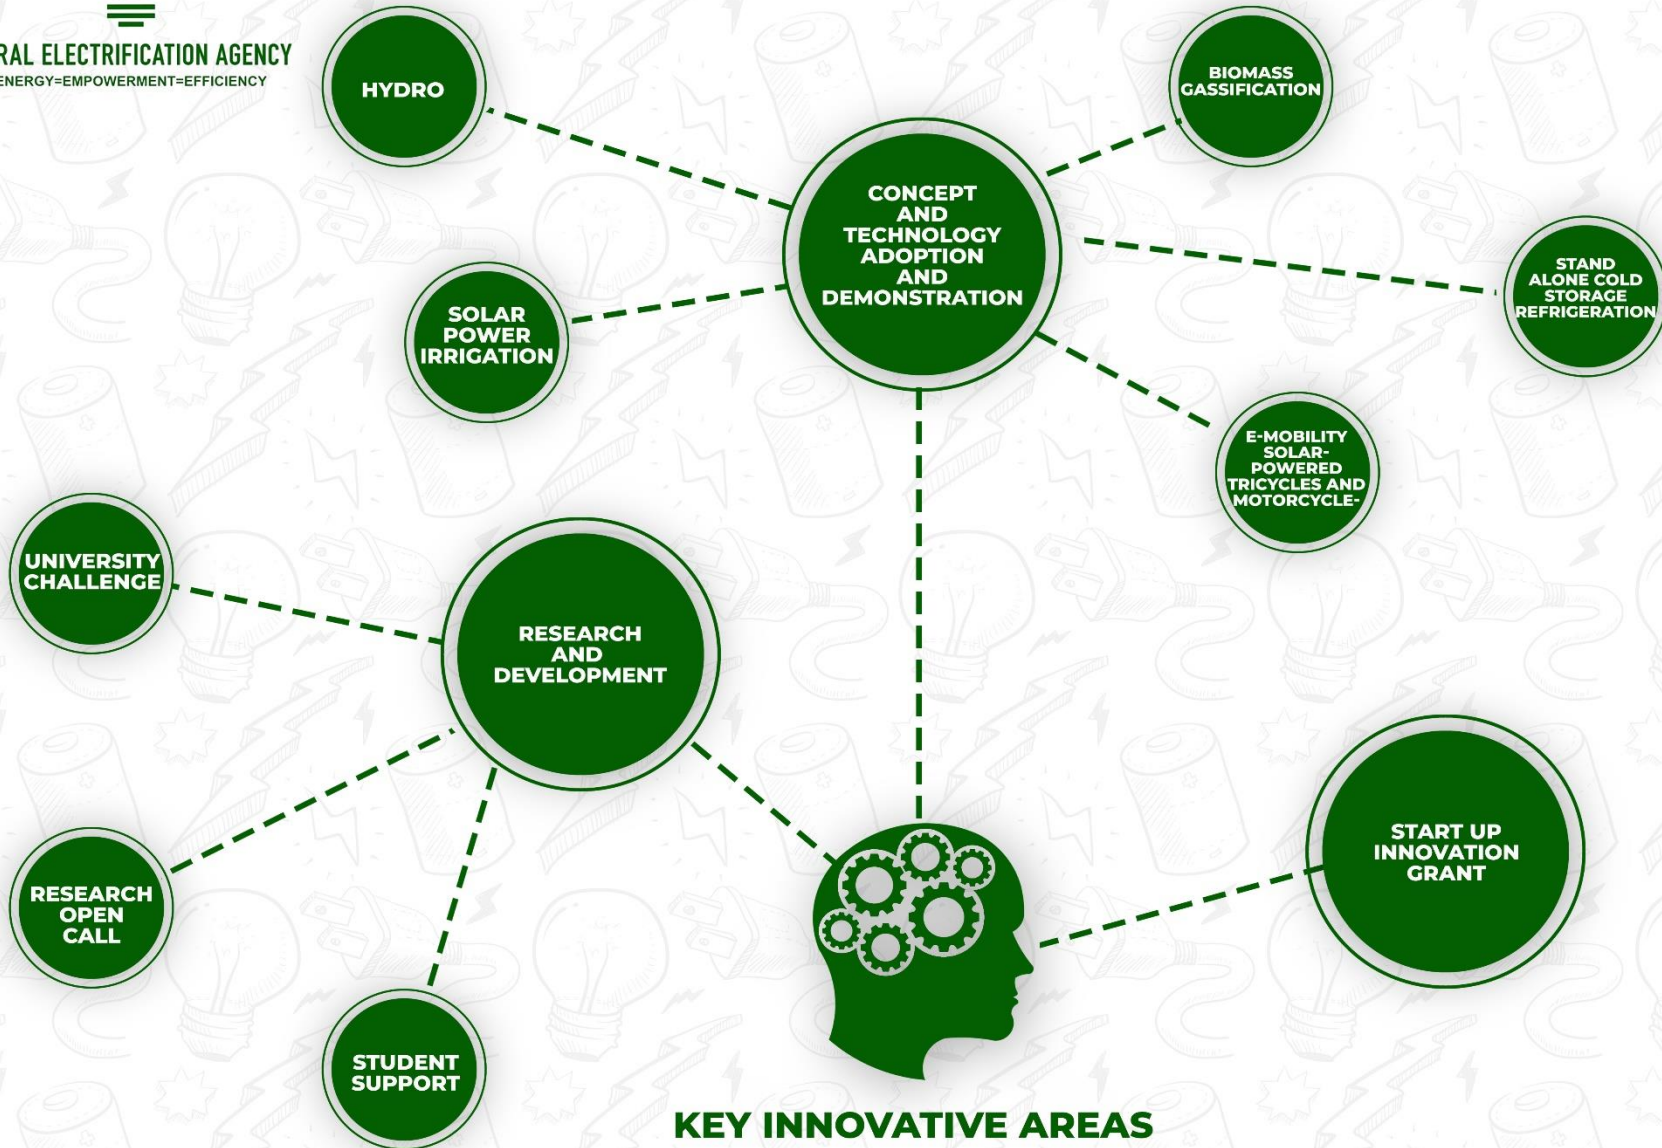 RAL ELECTRIFICATION AGENCY
ENERGY=EMPOWERMENT=EFFICIENCY
HYDRO
BIOMASS
GASSIFICATION
CONCEPT
AND
TECHNOLOGY
ADOPTION
AND
DEMONSTRATION
STAND
ALONE COLD
STORAGE
REFRIGERATION
SOLAR
POWER
IRRIGATION
E-MOBILITY
SOLAR-
POWERED
TRICYCLES AND
MOTORCYCLE-
UNIVERSITY
CHALLENGE
RESEARCH
AND
DEVELOPMENT
START UP
INNOVATION
GRANT
RESEARCH
OPEN
CALL
STUDENT
SUPPORT
KEY INNOVATIVE AREAS